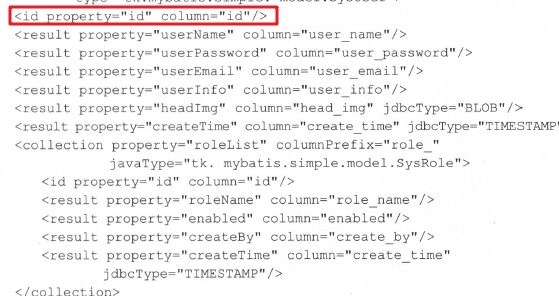 type="tk.mybatis.simple. model.SysUser">
<id property="id" column="id"/>
<result property="userName" column="user_name"/>
<result property="userPassword" column="user_password"/>
<result property="userEmail" column="user_email"/>
<result property="userInfo" column="user_info"/>
<result property="headImg" column="head_img" jdbcType="BLOB"/>
<result property="createTime" column="create_time" jdbcType="TIMESTAMP"
<collection property="roleList" columnPrefix="role_"
javaType="tk. mybatis.simple.model.SysRole">
<id property="id" column="id"/>
<result property="roleName" column="role_name"/>
<result property="enabled" column="enabled"/>
<result property="createBy" column="create_by"/>
<result property="createTime" column="create_time"
jdbcType="TIMESTAMP"/>
</collection>